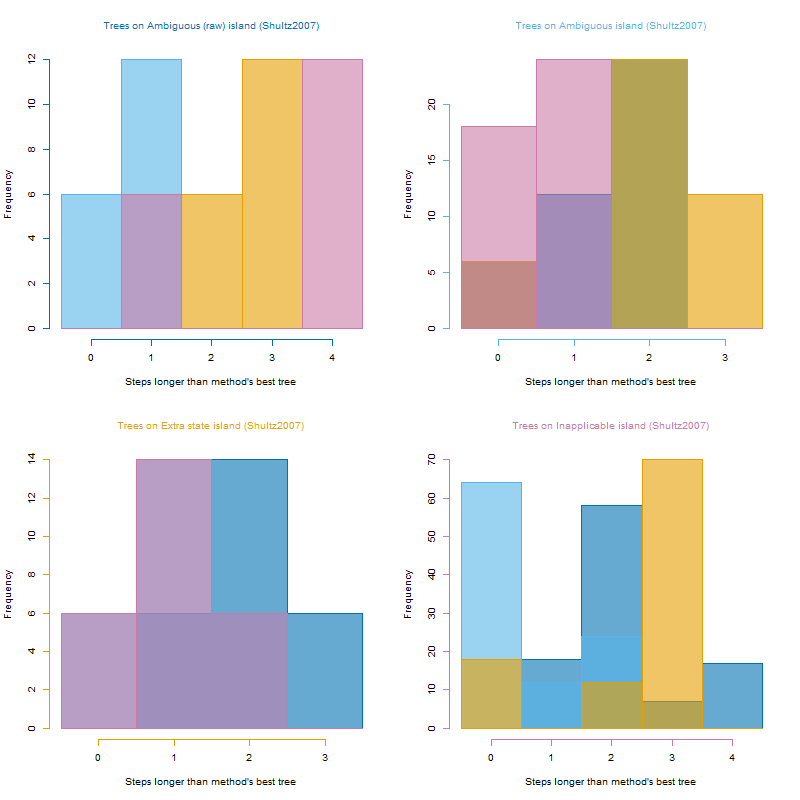 Trees on Ambiguous (raw) island (Shultz2007)
Frequency
12
10
8
6
4
2
0
0 1 2 3 4
Steps longer than method's best tree
Trees on Ambiguous island (Shultz2007)
Frequency
20
15
10
5
0
0 1 2 3
Steps longer than method's best tree
Trees on Extra state island (Shultz2007)
Frequency
14
12
10
8
6
4
2
0
0 1 2 3
Steps longer than method's best tree
Trees on Inapplicable island (Shultz2007)
Frequency
70
60
50
40
30
20
10
0
0 1 2 3 4
Steps longer than method's best tree